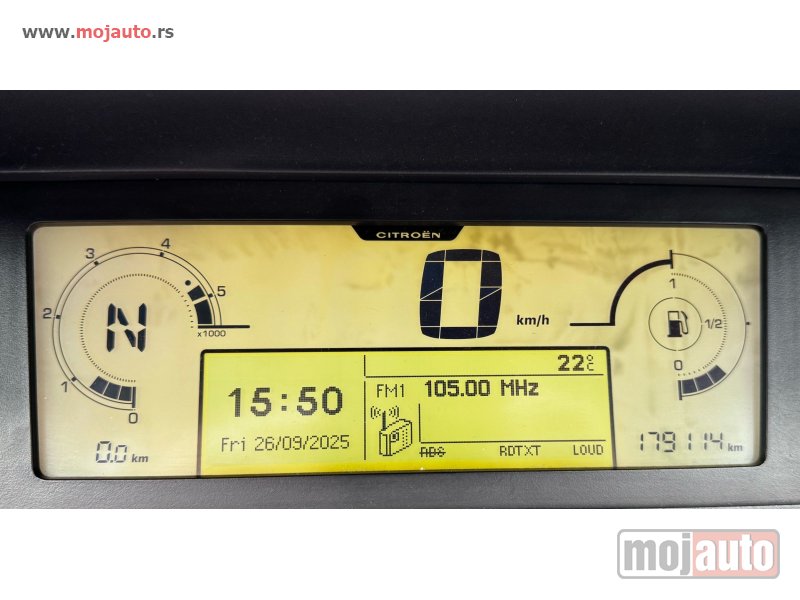 www.mojauto.rs
CITROËN
4
3
5
2
x1000
1
0
N
0
km/h
1
1/2
0
22°C
15:50
FM1 105.00 MHz
Fri 26/09/2025
RDS RDTXT LOUD
0.0 km
179114 km
mojauto